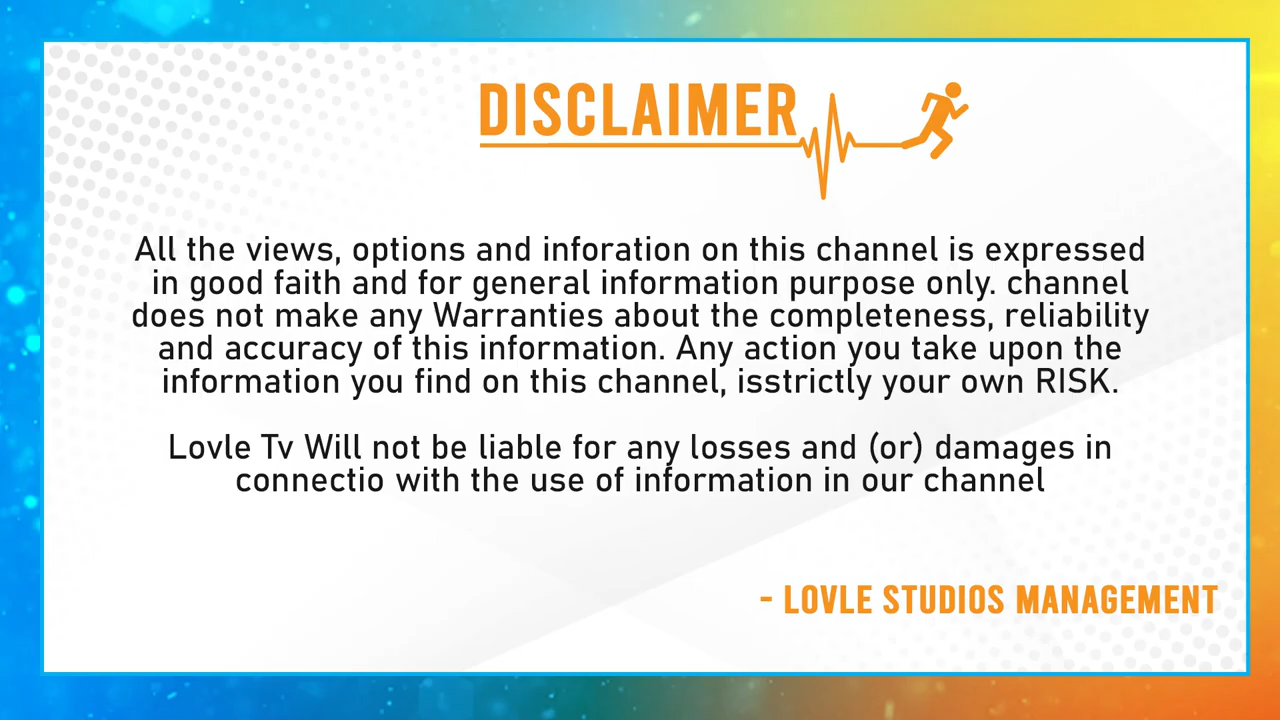 DISCLAIMER
All the views, options and inforation on this channel is expressed
in good faith and for general information purpose only. channel
does not make any Warranties about the completeness, reliability
and accuracy of this information. Any action you take upon the
information you find on this channel, isstrictly your own RISK.
Lovle Tv Will not be liable for any losses and (or) damages in
connectio with the use of information in our channel
- LOVLE STUDIOS MANAGEMENT